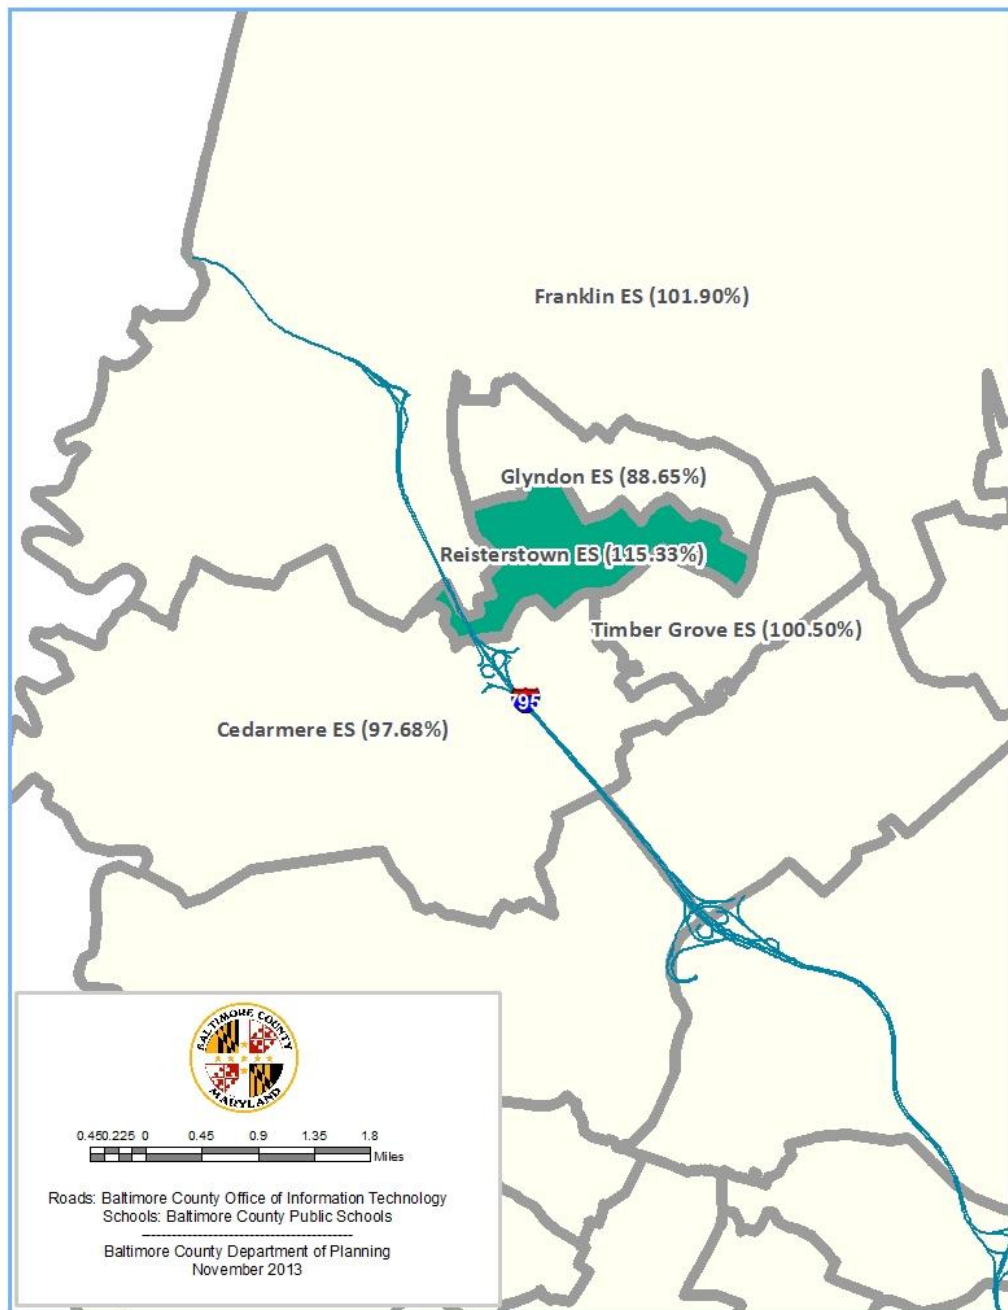 Franklin ES (101.90%)
Glyndon ES (88.65%)
Reisterstown ES (115.33%)
Timber Grove ES (100.50%)
795
Cedarmere ES (97.68%)
BALTIMORE COUNTY
MARYLAND
0.45 0.225 0 0.45 0.9 1.35 1.8
Miles
Roads: Baltimore County Office of Information Technology
Schools: Baltimore County Public Schools
Baltimore County Department of Planning
November 2013